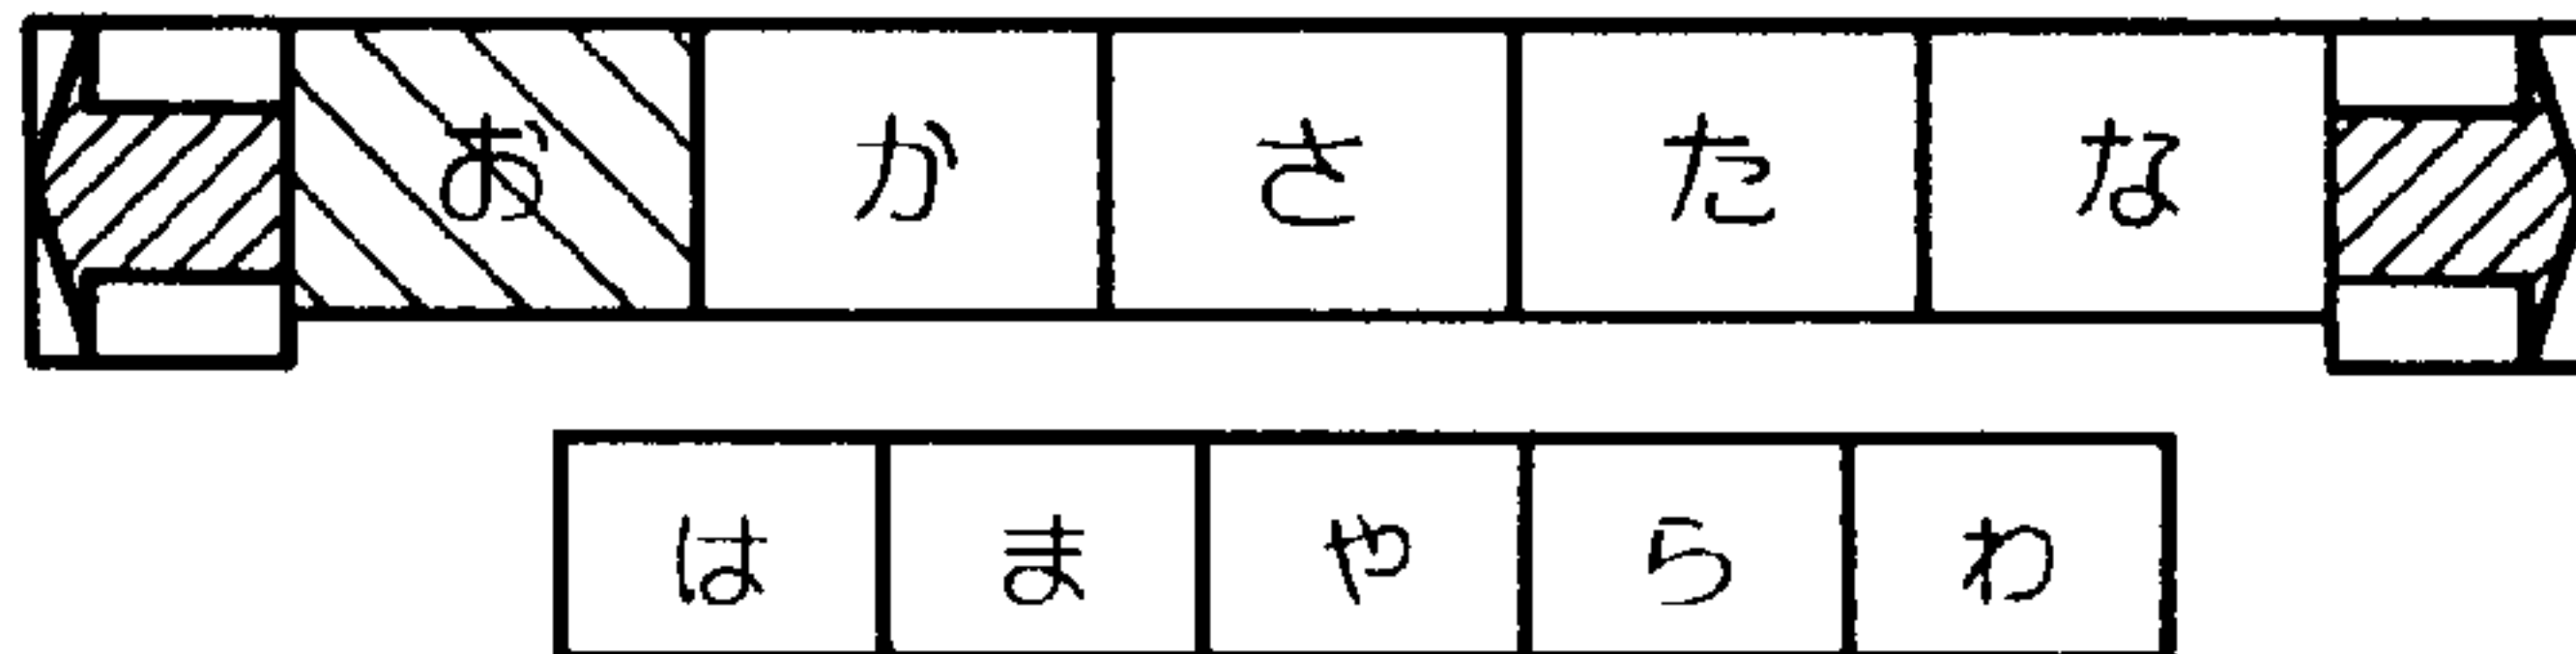 お か さ た な
は ま や ら わ